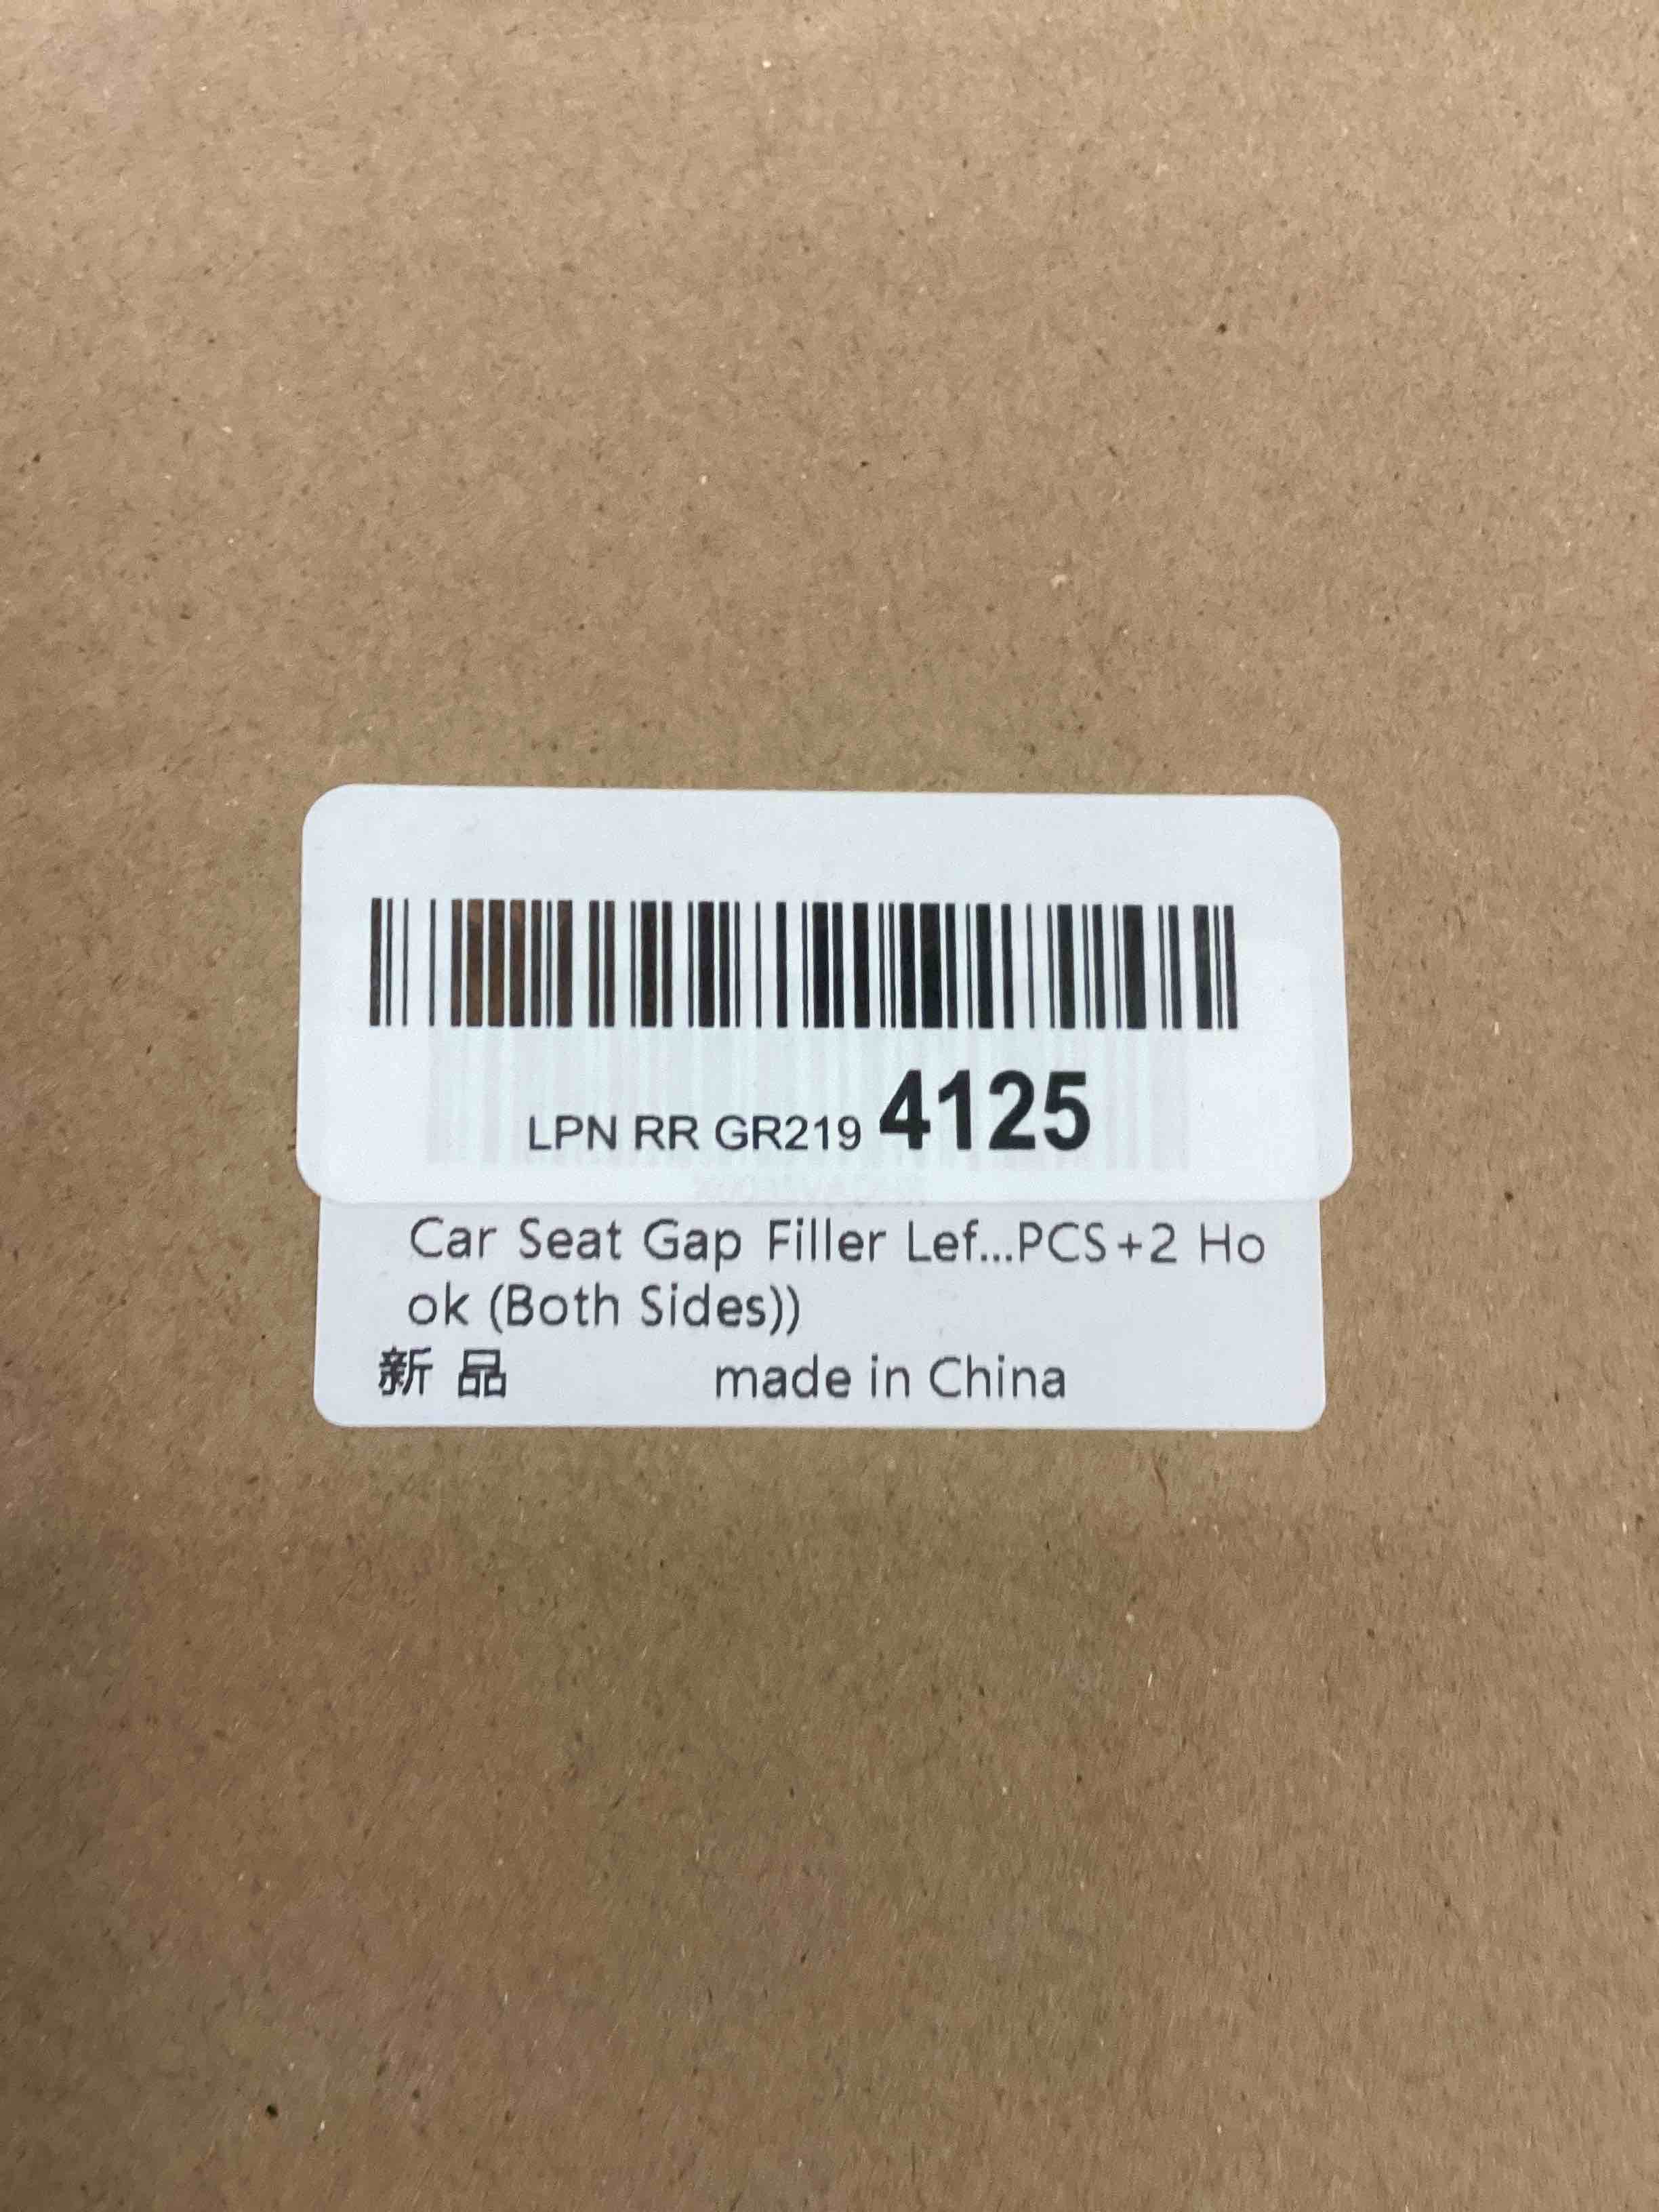 LPN RR GR219 4125
Car Seat Gap Filler Lef...PCS+2 Ho
ok (Both Sides))
新 品 made in China